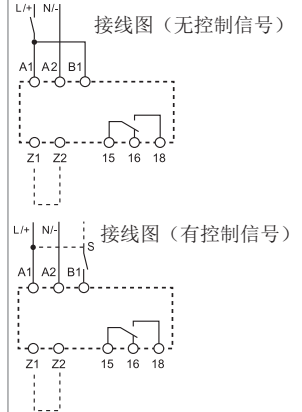 L/+ N/-
接线图（无控制信号）
A1 A2 B1
Z1 Z2 15 16 18
L/+ N/-
S
接线图（有控制信号）
A1 A2 B1
Z1 Z2 15 16 18